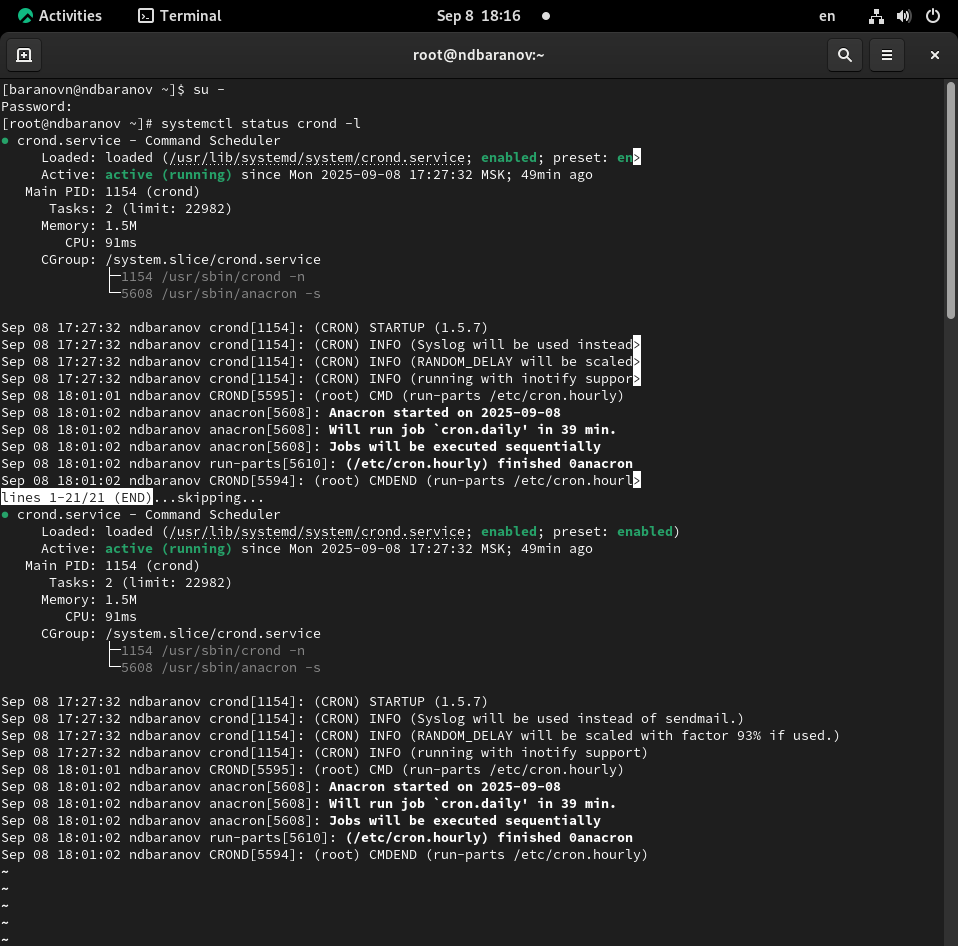 Activities Terminal Sep 8 18:16 en
root@ndbaranov:~
[baranovn@ndbaranov ~]$ su -
Password:
[root@ndbaranov ~]# systemctl status crond -l
● crond.service - Command Scheduler
     Loaded: loaded (/usr/lib/systemd/system/crond.service; enabled; preset: en>
     Active: active (running) since Mon 2025-09-08 17:27:32 MSK; 49min ago
   Main PID: 1154 (crond)
      Tasks: 2 (limit: 22982)
     Memory: 1.5M
        CPU: 91ms
     CGroup: /system.slice/crond.service
             ├─1154 /usr/sbin/crond -n
             └─5608 /usr/sbin/anacron -s
Sep 08 17:27:32 ndbaranov crond[1154]: (CRON) STARTUP (1.5.7)
Sep 08 17:27:32 ndbaranov crond[1154]: (CRON) INFO (Syslog will be used instead>
Sep 08 17:27:32 ndbaranov crond[1154]: (CRON) INFO (RANDOM_DELAY will be scaled>
Sep 08 17:27:32 ndbaranov crond[1154]: (CRON) INFO (running with inotify suppor>
Sep 08 18:01:01 ndbaranov CROND[5595]: (root) CMD (run-parts /etc/cron.hourly)
Sep 08 18:01:02 ndbaranov anacron[5608]: Anacron started on 2025-09-08
Sep 08 18:01:02 ndbaranov anacron[5608]: Will run job `cron.daily' in 39 min.
Sep 08 18:01:02 ndbaranov anacron[5608]: Jobs will be executed sequentially
Sep 08 18:01:02 ndbaranov run-parts[5610]: (/etc/cron.hourly) finished 0anacron
Sep 08 18:01:02 ndbaranov CROND[5594]: (root) CMDEND (run-parts /etc/cron.hourl>
lines 1-21/21 (END)...skipping...
● crond.service - Command Scheduler
     Loaded: loaded (/usr/lib/systemd/system/crond.service; enabled; preset: enabled)
     Active: active (running) since Mon 2025-09-08 17:27:32 MSK; 49min ago
   Main PID: 1154 (crond)
      Tasks: 2 (limit: 22982)
     Memory: 1.5M
        CPU: 91ms
     CGroup: /system.slice/crond.service
             ├─1154 /usr/sbin/crond -n
             └─5608 /usr/sbin/anacron -s
Sep 08 17:27:32 ndbaranov crond[1154]: (CRON) STARTUP (1.5.7)
Sep 08 17:27:32 ndbaranov crond[1154]: (CRON) INFO (Syslog will be used instead of sendmail.)
Sep 08 17:27:32 ndbaranov crond[1154]: (CRON) INFO (RANDOM_DELAY will be scaled with factor 93% if used.)
Sep 08 17:27:32 ndbaranov crond[1154]: (CRON) INFO (running with inotify support)
Sep 08 18:01:01 ndbaranov CROND[5595]: (root) CMD (run-parts /etc/cron.hourly)
Sep 08 18:01:02 ndbaranov anacron[5608]: Anacron started on 2025-09-08
Sep 08 18:01:02 ndbaranov anacron[5608]: Will run job `cron.daily' in 39 min.
Sep 08 18:01:02 ndbaranov anacron[5608]: Jobs will be executed sequentially
Sep 08 18:01:02 ndbaranov run-parts[5610]: (/etc/cron.hourly) finished 0anacron
Sep 08 18:01:02 ndbaranov CROND[5594]: (root) CMDEND (run-parts /etc/cron.hourly)
~
~
~
~
~